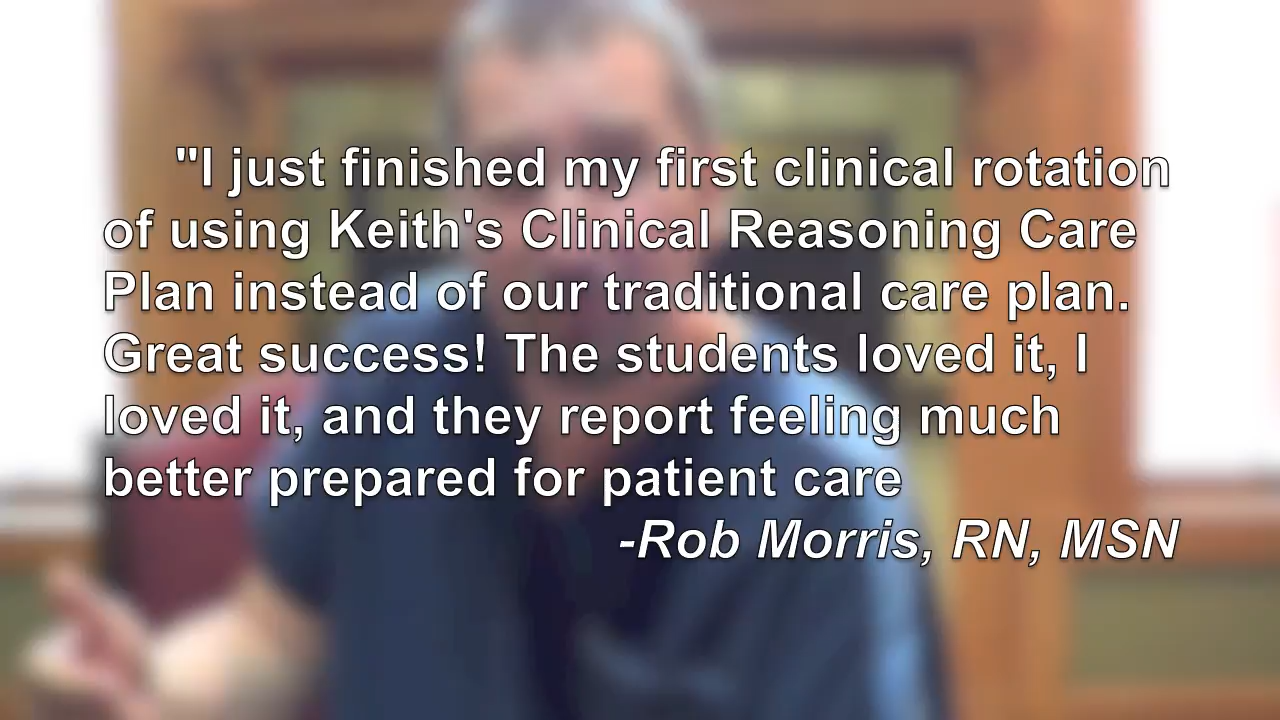 "I just finished my first clinical rotation
of using Keith's Clinical Reasoning Care
Plan instead of our traditional care plan.
Great success! The students loved it, I
loved it, and they report feeling much
better prepared for patient care
-Rob Morris, RN, MSN